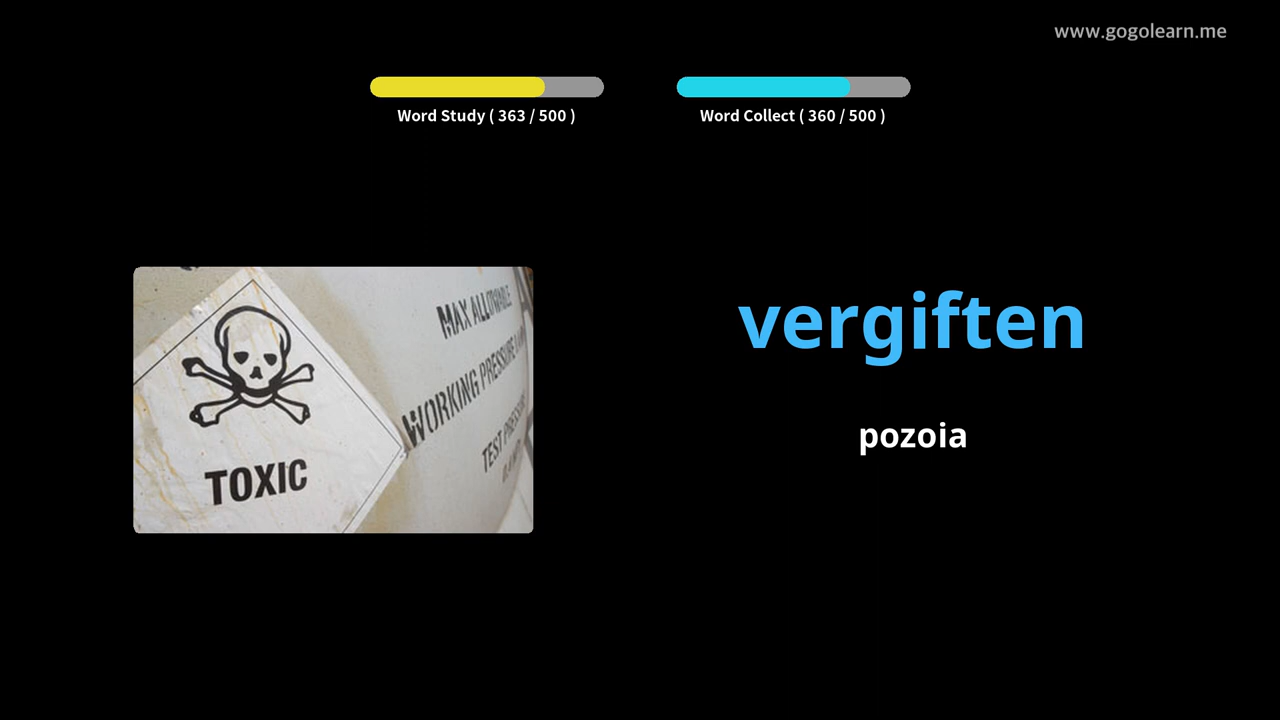 www.gogolearn.me
Word Study ( 363 / 500 )
Word Collect ( 360 / 500 )
MAX ALLOWABLE
WORKING PRESSURE
TEST
TOXIC
vergiften
pozoia